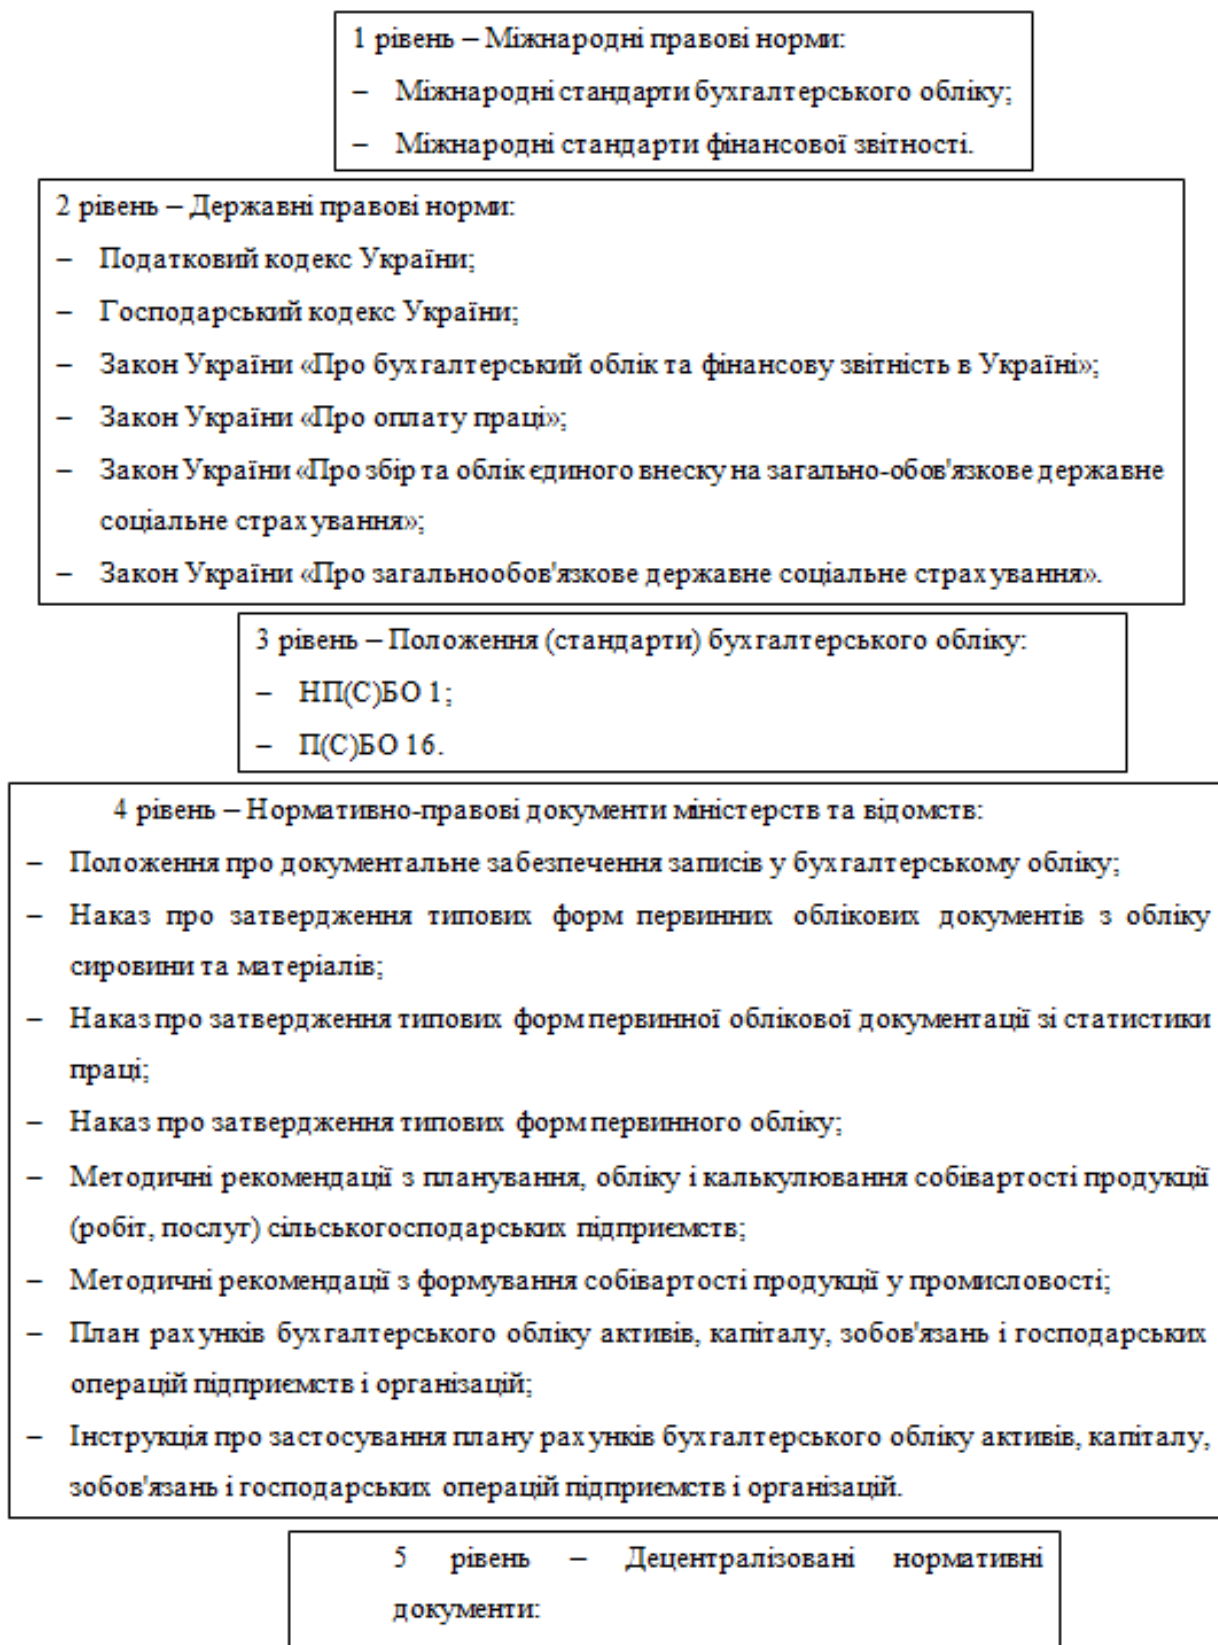 1 рівень – Міжнародні правові норми:
– Міжнародні стандарти бухгалтерського обліку;
– Міжнародні стандарти фінансової звітності.
2 рівень – Державні правові норми:
– Податковий кодекс України;
– Господарський кодекс України;
– Закон України «Про бухгалтерський облік та фінансову звітність в Україні»;
– Закон України «Про оплату праці»;
– Закон України «Про збір та облік єдиного внеску на загально-обов'язкове державне
соціальне страхування»;
– Закон України «Про загальнообов'язкове державне соціальне страхування».
3 рівень – Положення (стандарти) бухгалтерського обліку:
– НП(С)БО 1;
– П(С)БО 16.
4 рівень – Нормативно-правові документи міністерств та відомств:
– Положення про документальне забезпечення записів у бухгалтерському обліку;
– Наказ про затвердження типових форм первинних облікових документів з обліку
сировини та матеріалів;
– Наказ про затвердження типових форм первинної облікової документації зі статистики
праці;
– Наказ про затвердження типових форм первинного обліку;
– Методичні рекомендації з планування, обліку і калькулювання собівартості продукції
(робіт, послуг) сільськогосподарських підприємств;
– Методичні рекомендації з формування собівартості продукції у промисловості;
– План рахунків бухгалтерського обліку активів, капіталу, зобов'язань і господарських
операцій підприємств і організацій;
– Інструкція про застосування плану рахунків бухгалтерського обліку активів, капіталу,
зобов'язань і господарських операцій підприємств і організацій.
5 рівень – Децентралізовані нормативні
документи: